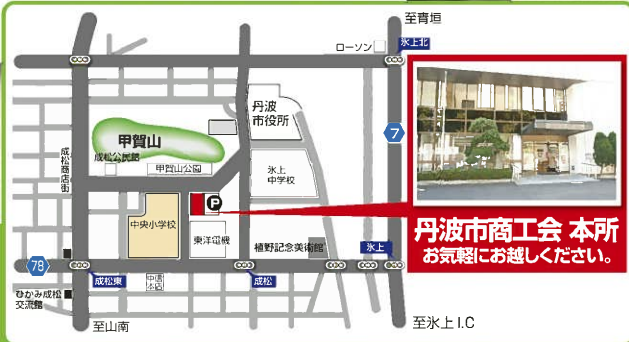 至青垣
ローソン
氷上北
丹波
市役所
7
甲賀山
成松公民館
甲賀山公園
成松商店街
氷上
中学校
P
中央小学校
東洋電機
植野記念美術館
氷上
丹波市商工会 本所
お気軽にお越しください。
78
成松東
中嶋
本店
成松
ひかみ成松
交流館
至山南
至氷上I.C